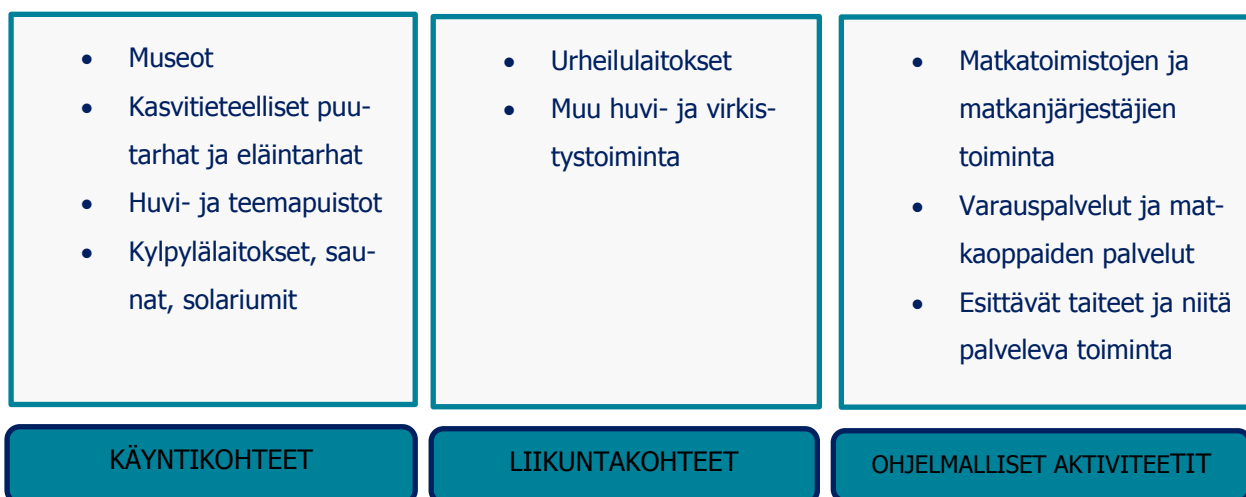 • Museot
• Kasvitieteelliset puu-
tarhat ja eläintarhat
• Huvi- ja teemapuistot
• Kylpylälaitokset, sau-
nat, solariumit
KÄYNTIKOHTEET
• Urheilulaitokset
• Muu huvi- ja virkis-
tystoiminta
LIIKUNTAKOHTEET
• Matkatoimistojen ja
matkanjärjestäjien
toiminta
• Varauspalvelut ja mat-
kaoppaiden palvelut
• Esittävät taiteet ja niitä
palveleva toiminta
OHJELMALLISET AKTIVITEETIT